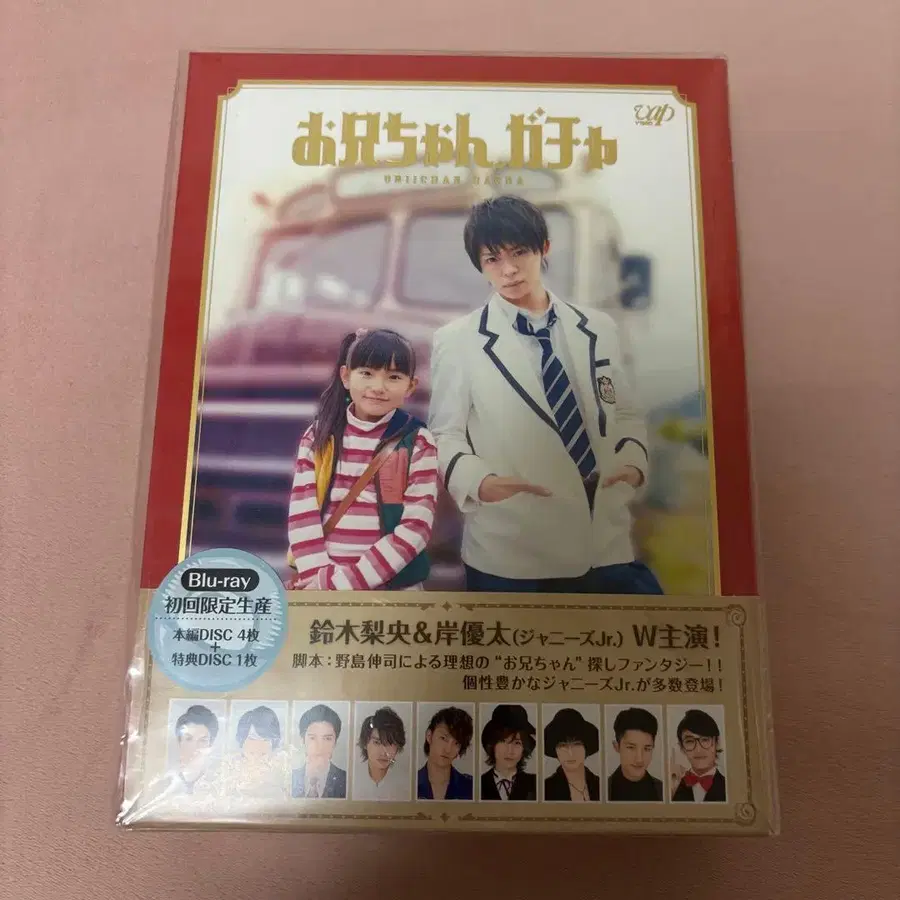 vap
VIDEO
お兄ちゃん、ガチャ
ONIICHAN, GACHA
Blu-ray
初回限定生産
本編DISC 4枚
+
特典DISC 1枚
鈴木梨央&岸優太(ジャニーズJr.) W主演!
脚本:野島伸司による理想の“お兄ちゃん”探しファンタジー!!
個性豊かなジャニーズJr.が多数登場!